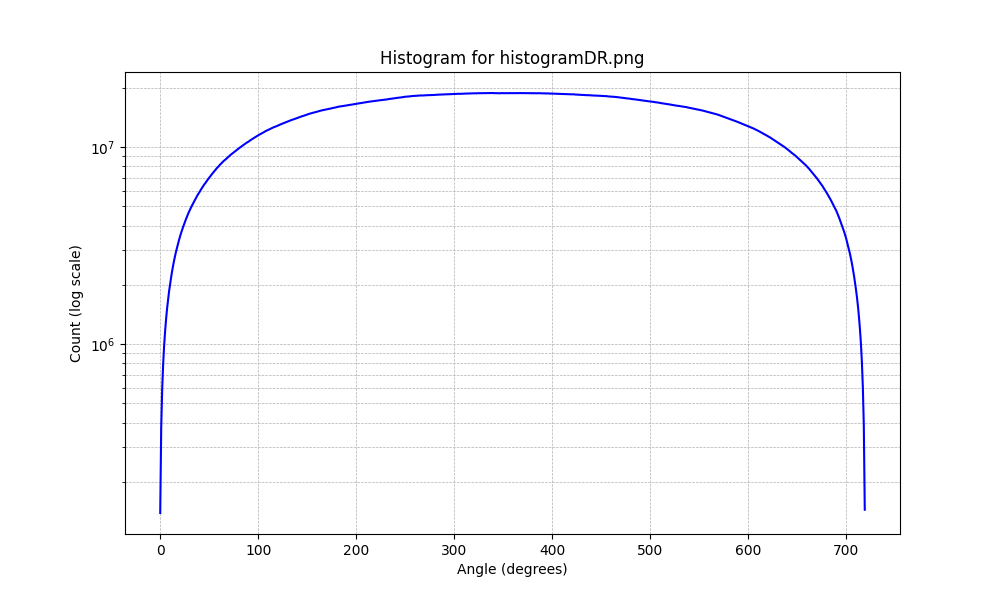 Histogram for histogramDR.png
Count (log scale)
10⁷
10⁶
0 100 200 300 400 500 600 700
Angle (degrees)